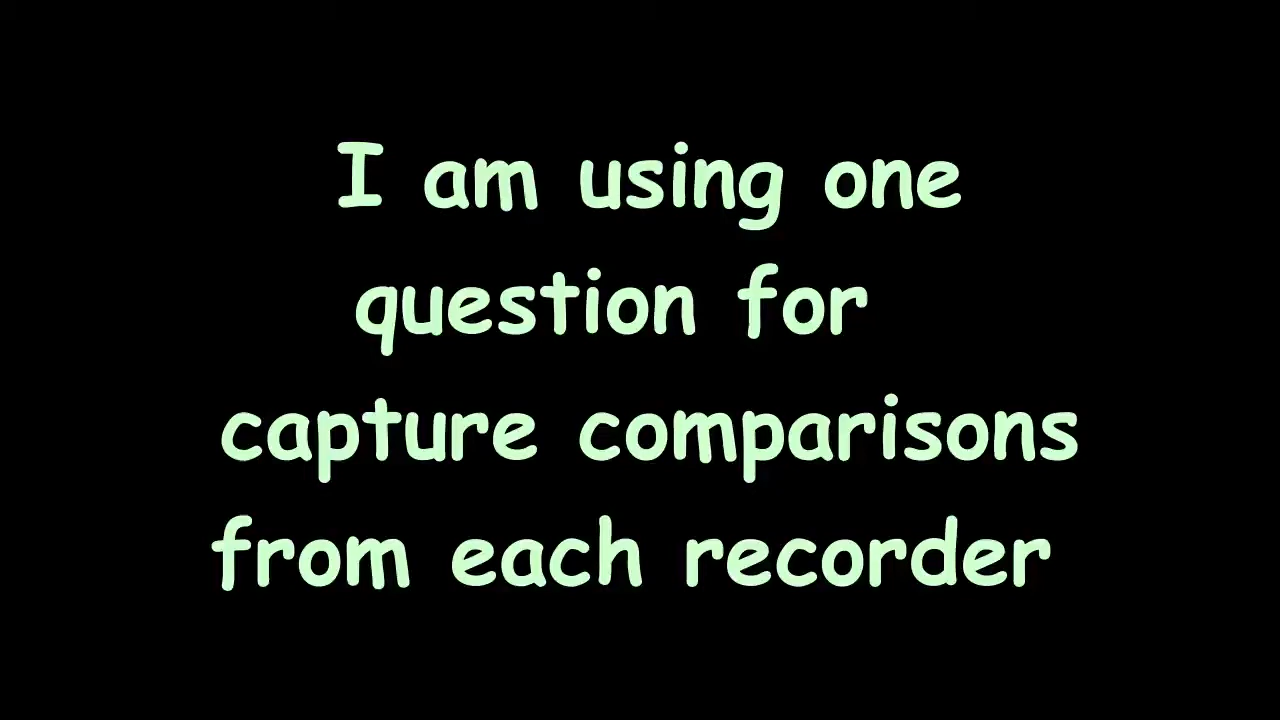 I am using one
question for
capture comparisons
from each recorder